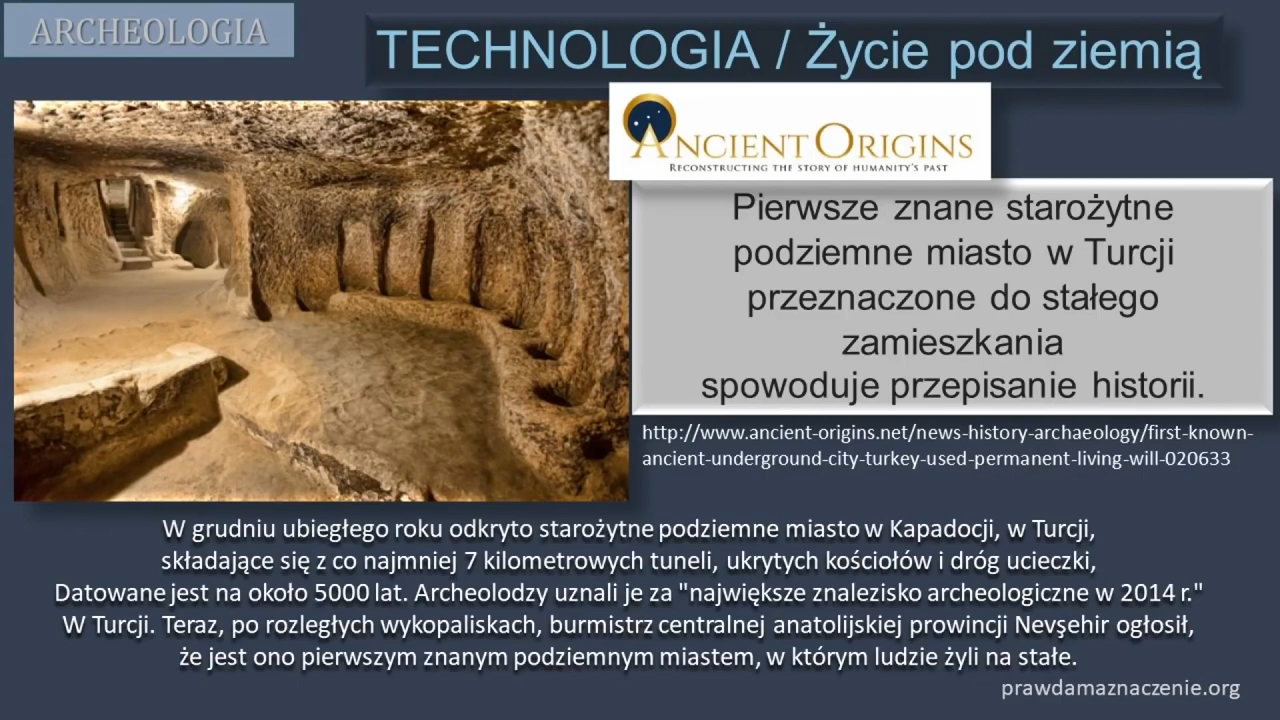 ARCHEOLOGIA
TECHNOLOGIA / Życie pod ziemią
ANCIENT ORIGINS
RECONSTRUCTING THE STORY OF HUMANITY'S PAST
Pierwsze znane starożytne
podziemne miasto w Turcji
przeznaczone do stałego
zamieszkania
spowoduje przepisanie historii.
http://www.ancient-origins.net/news-history-archaeology/first-known-
ancient-underground-city-turkey-used-permanent-living-will-020633
W grudniu ubiegłego roku odkryto starożytne podziemne miasto w Kapadocji, w Turcji,
składające się z co najmniej 7 kilometrowych tuneli, ukrytych kościołów i dróg ucieczki,
Datowane jest na około 5000 lat. Archeolodzy uznali je za "największe znalezisko archeologiczne w 2014 r."
W Turcji. Teraz, po rozległych wykopaliskach, burmistrz centralnej anatolijskiej prowincji Nevşehir ogłosił,
że jest ono pierwszym znanym podziemnym miastem, w którym ludzie żyli na stałe.
prawdamaznaczenie.org